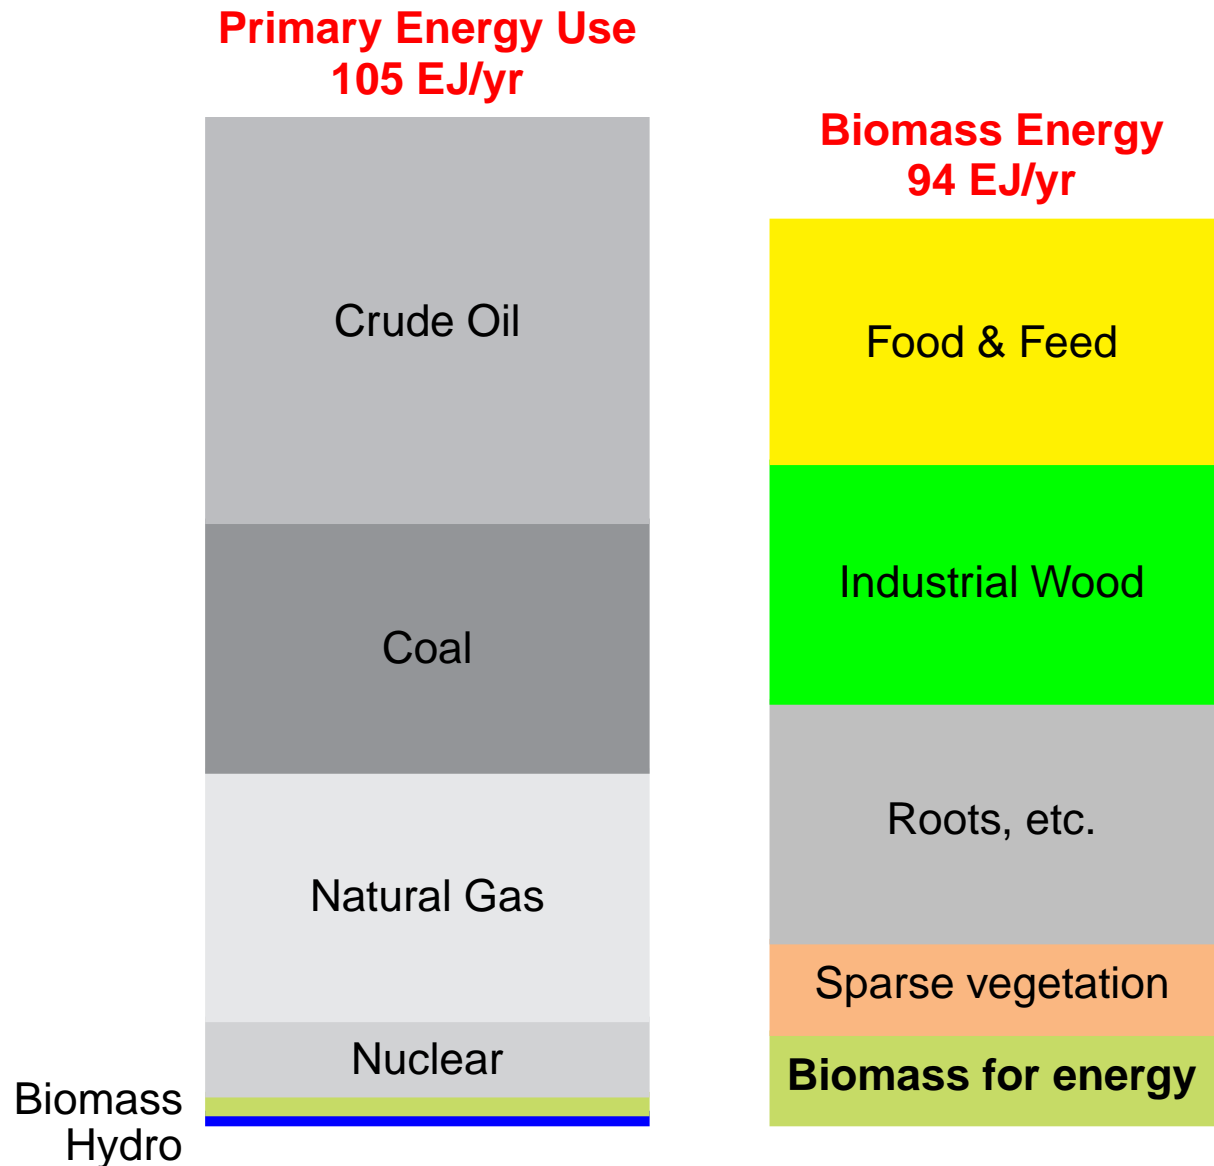 Primary Energy Use
105 EJ/yr
Biomass Energy
94 EJ/yr
Crude Oil
Food & Feed
Coal
Industrial Wood
Natural Gas
Roots, etc.
Sparse vegetation
Nuclear
Biomass for energy
Biomass
Hydro